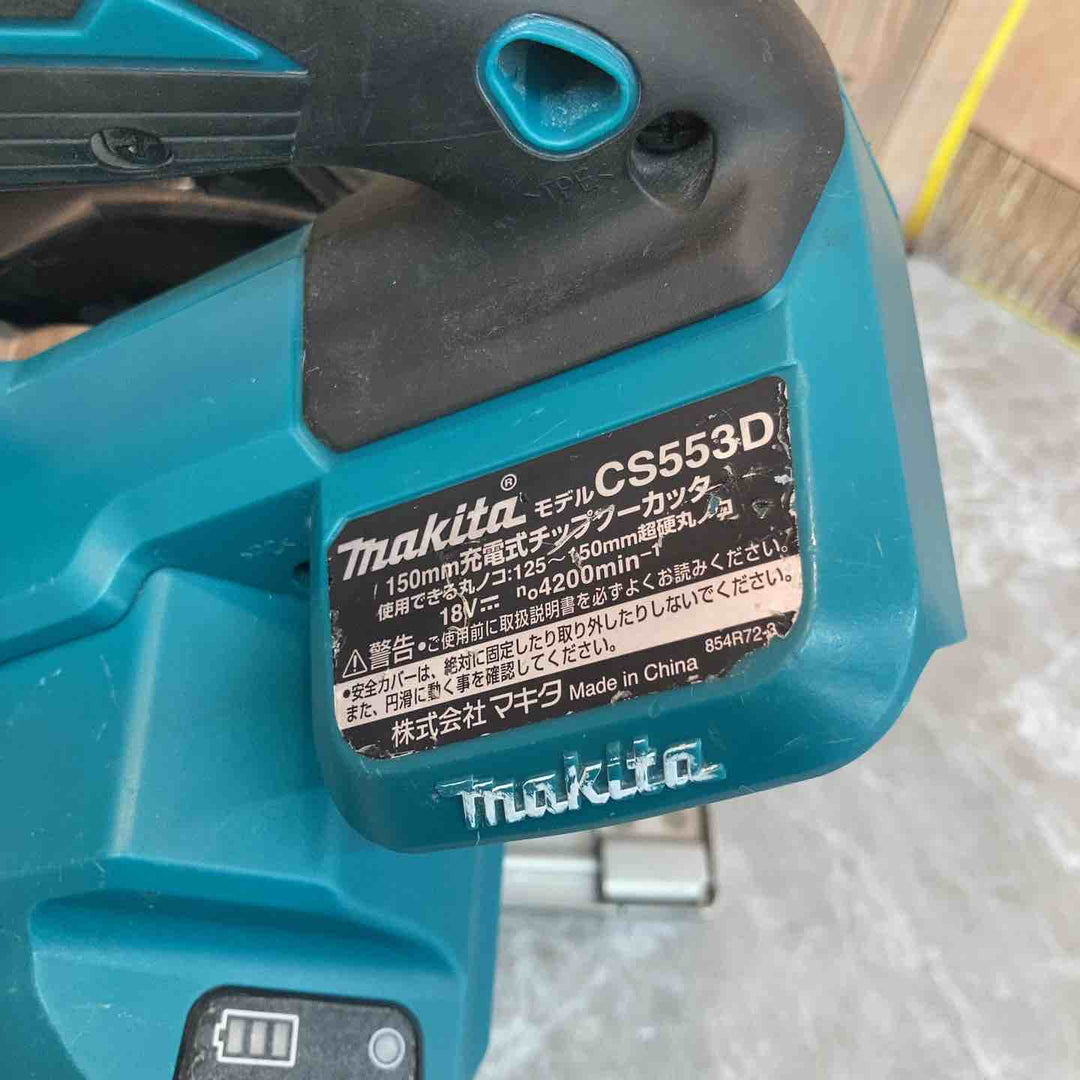 >TPE<
makita® モデル CS553D
150mm充電式チップソーカッタ
使用できる丸ノコ:125～150mm超硬丸ノコ
18V⎓ n₀4200min⁻¹
⚠警告 •ご使用前に取扱説明書を必ずよくお読みください。
•安全カバーは、絶対に固定したり取り外したりしないでください。
また、円滑に動く事を確認してください。
株式会社マキタ Made in China 854R72-3
makita